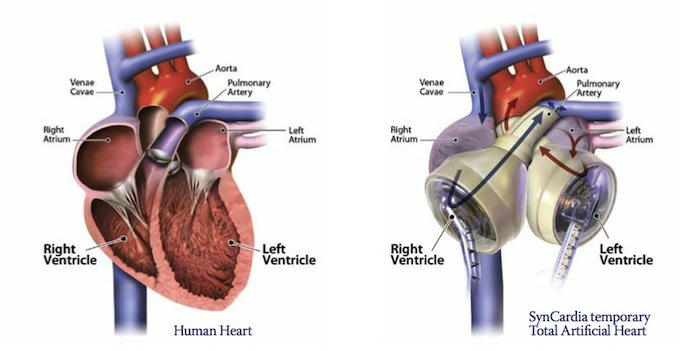 Aorta
Venae
Cavae
Pulmonary
Artery
Right
Atrium
Left
Atrium
Right
Ventricle
Left
Ventricle
Human Heart
Aorta
Venae
Cavae
Pulmonary
Artery
Right
Atrium
Left
Atrium
Right
Ventricle
Left
Ventricle
SynCardia temporary
Total Artificial Heart